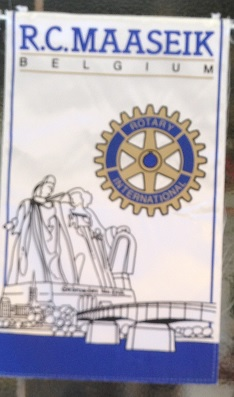 R.C.MAASEIK
BELGIUM
ROTARY
INTERNATIONAL